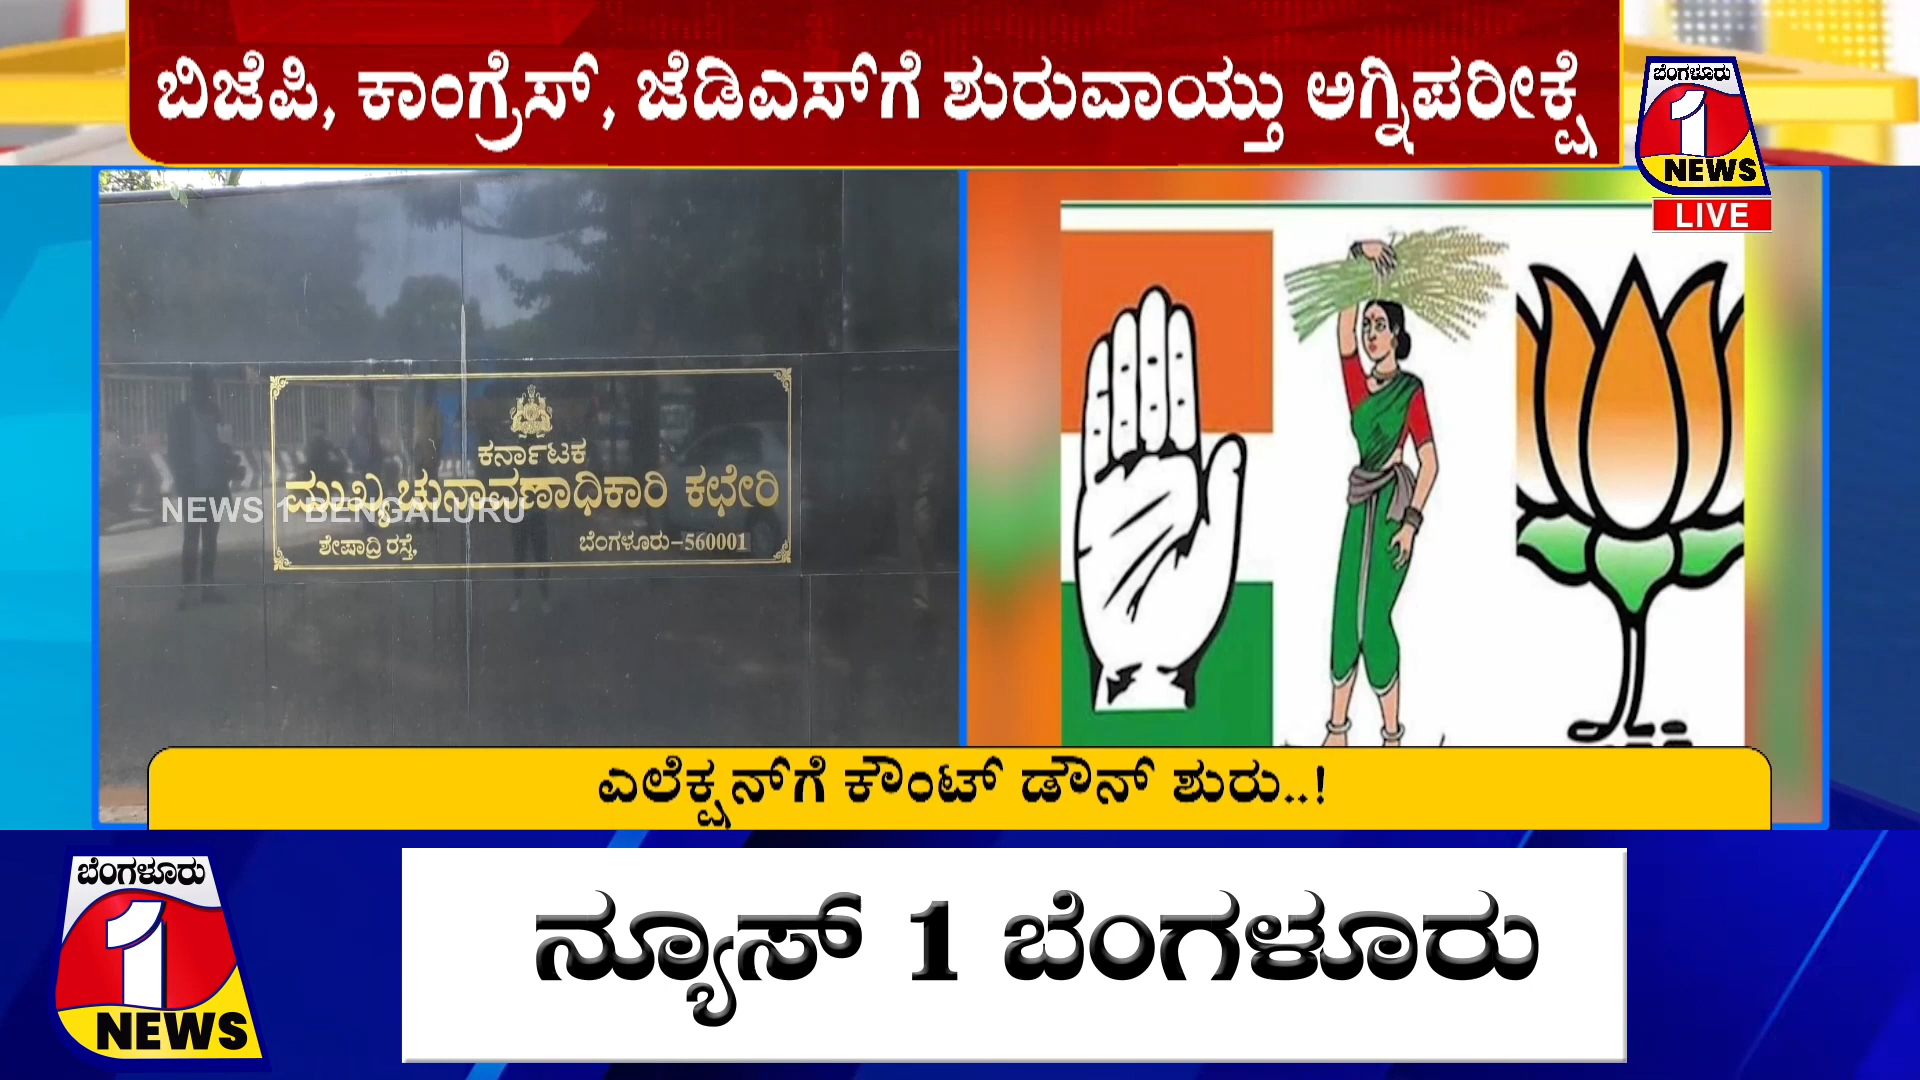 ಬಿಜೆಪಿ, ಕಾಂಗ್ರೆಸ್, ಜೆಡಿಎಸ್‌ಗೆ ಶುರುವಾಯ್ತು ಅಗ್ನಿಪರೀಕ್ಷೆ
ಬೆಂಗಳೂರು
1
NEWS
LIVE
ಕರ್ನಾಟಕ
ಮುಖ್ಯ ಚುನಾವಣಾಧಿಕಾರಿ ಕಛೇರಿ
NEWS 1 BENGALURU
ಶೇಷಾದ್ರಿ ರಸ್ತೆ, ಬೆಂಗಳೂರು-560001
ಎಲೆಕ್ಷನ್‌ಗೆ ಕೌಂಟ್ ಡೌನ್ ಶುರು..!
ಬೆಂಗಳೂರು
1
NEWS
ನ್ಯೂಸ್ 1 ಬೆಂಗಳೂರು